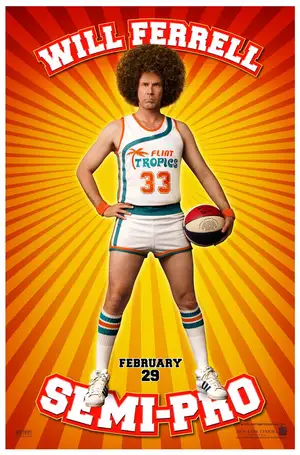 WILL FERRELL
FLINT
TROPICS
33
FEBRUARY
29
SEMI-PRO